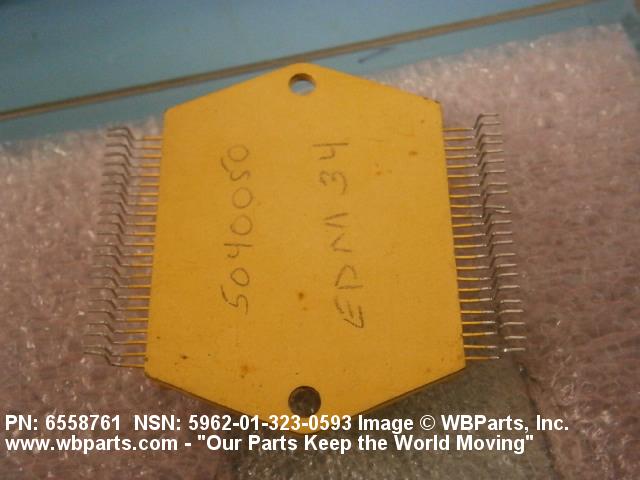 5040050
EDM 34
PN: 6558761 NSN: 5962-01-323-0593 Image © WBParts, Inc.
www.wbparts.com - "Our Parts Keep the World Moving"